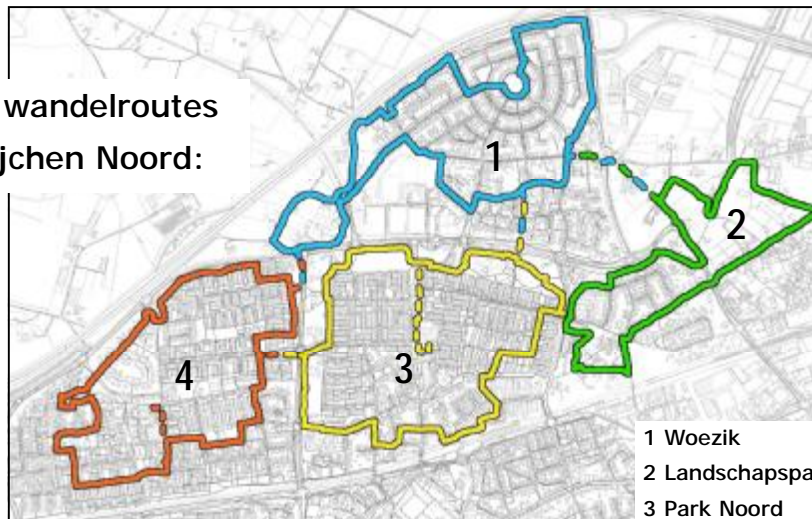 wandelroutes
jchen Noord:
1
2
3
4
1 Woezik
2 Landschapspa
3 Park Noord